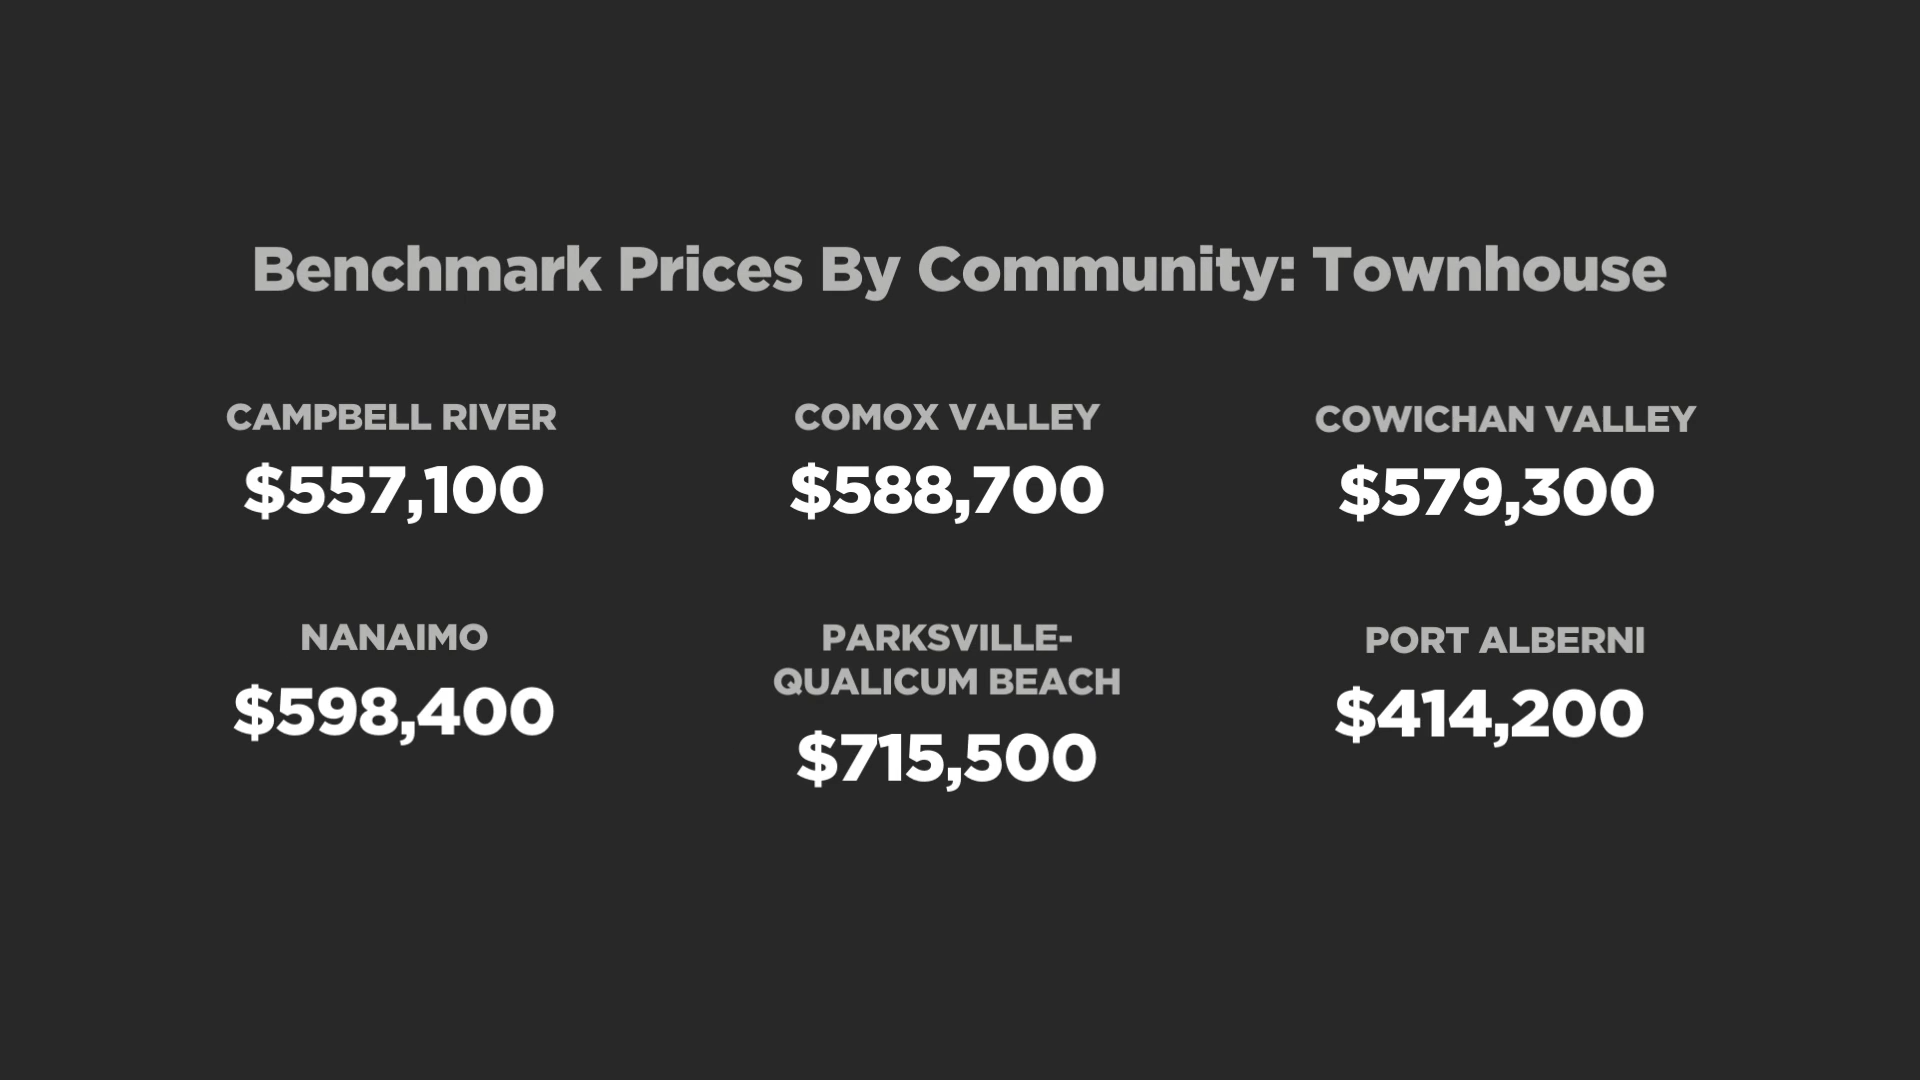 Benchmark Prices By Community: Townhouse
CAMPBELL RIVER
$557,100
COMOX VALLEY
$588,700
COWICHAN VALLEY
$579,300
NANAIMO
$598,400
PARKSVILLE-
QUALICUM BEACH
$715,500
PORT ALBERNI
$414,200